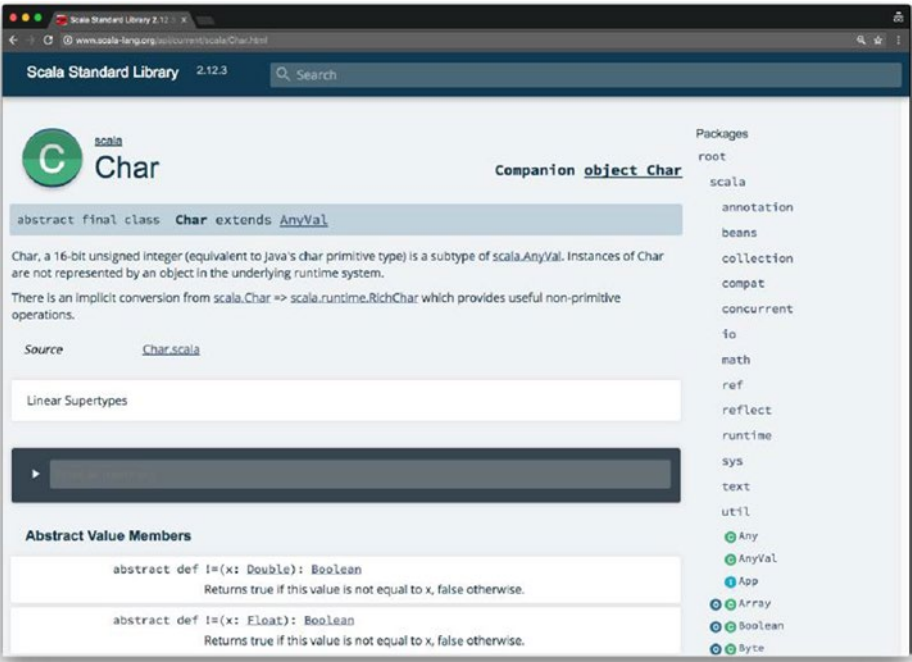 Scala Standard Library 2.12.3 x
www.scala-lang.org/api/current/scala/Char.html
Scala Standard Library 2.12.3
Search
C
scala
Char
Companion object Char
abstract final class Char extends AnyVal
Char, a 16-bit unsigned integer (equivalent to Java's char primitive type) is a subtype of scala.AnyVal. Instances of Char
are not represented by an object in the underlying runtime system.
There is an implicit conversion from scala.Char => scala.runtime.RichChar which provides useful non-primitive
operations.
Source Char.scala
Linear Supertypes
Abstract Value Members
abstract def !=(x: Double): Boolean
Returns true if this value is not equal to x, false otherwise.
abstract def !=(x: Float): Boolean
Returns true if this value is not equal to x, false otherwise.
Packages
root
scala
annotation
beans
collection
compat
concurrent
io
math
ref
reflect
runtime
sys
text
util
C Any
C AnyVal
App
O C Array
O C Boolean
O C Byte